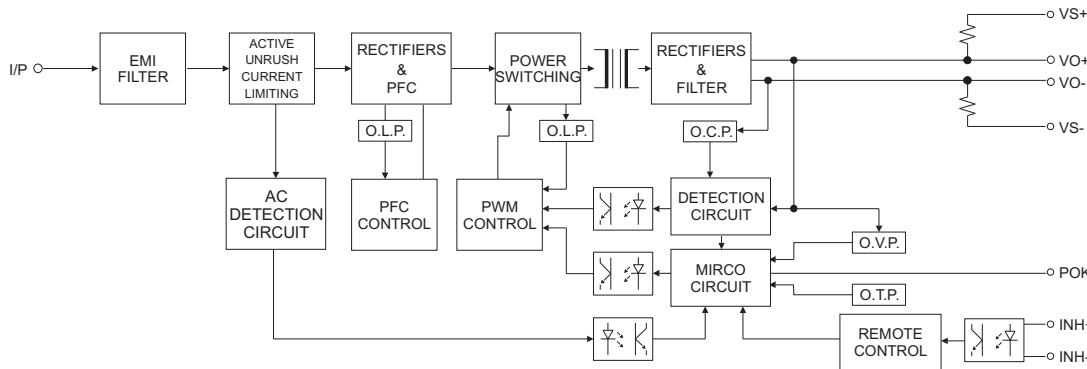 I/P
EMI
FILTER
ACTIVE
UNRUSH
CURRENT
LIMITING
RECTIFIERS
&
PFC
POWER
SWITCHING
RECTIFIERS
&
FILTER
VS+
VO+
VO-
VS-
O.L.P.
O.L.P.
O.C.P.
AC
DETECTION
CIRCUIT
PFC
CONTROL
PWM
CONTROL
DETECTION
CIRCUIT
O.V.P.
MIRCO
CIRCUIT
POK
O.T.P.
REMOTE
CONTROL
INH-
INH-